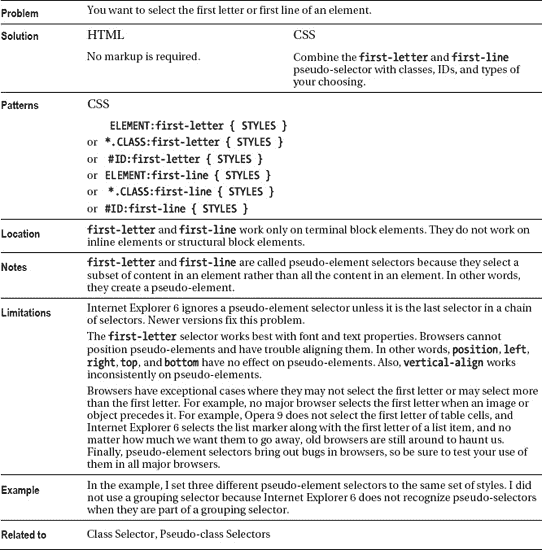 Problem
You want to select the first letter or first line of an element.
Solution
HTML
CSS
No markup is required.
Combine the first-letter and first-line
pseudo-selector with classes, IDs, and types of
your choosing.
Patterns
CSS
ELEMENT:first-letter { STYLES }
or *.CLASS:first-letter { STYLES }
or #ID:first-letter { STYLES }
or ELEMENT:first-line { STYLES }
or *.CLASS:first-line { STYLES }
or #ID:first-line { STYLES }
Location
first-letter and first-line work only on terminal block elements. They do not work on
inline elements or structural block elements.
Notes
first-letter and first-line are called pseudo-element selectors because they select a
subset of content in an element rather than all the content in an element. In other words,
they create a pseudo-element.
Limitations
Internet Explorer 6 ignores a pseudo-element selector unless it is the last selector in a chain
of selectors. Newer versions fix this problem.
The first-letter selector works best with font and text properties. Browsers cannot
position pseudo-elements and have trouble aligning them. In other words, position, left,
right, top, and bottom have no effect on pseudo-elements. Also, vertical-align works
inconsistently on pseudo-elements.
Browsers have exceptional cases where they may not select the first letter or may select more
than the first letter. For example, no major browser selects the first letter when an image or
object precedes it. For example, Opera 9 does not select the first letter of table cells, and
Internet Explorer 6 selects the list marker along with the first letter of a list item, and no
matter how much we want them to go away, old browsers are still around to haunt us.
Finally, pseudo-element selectors bring out bugs in browsers, so be sure to test your use of
them in all major browsers.
Example
In the example, I set three different pseudo-element selectors to the same set of styles. I did
not use a grouping selector because Internet Explorer 6 does not recognize pseudo-selectors
when they are part of a grouping selector.
Related to
Class Selector, Pseudo-class Selectors